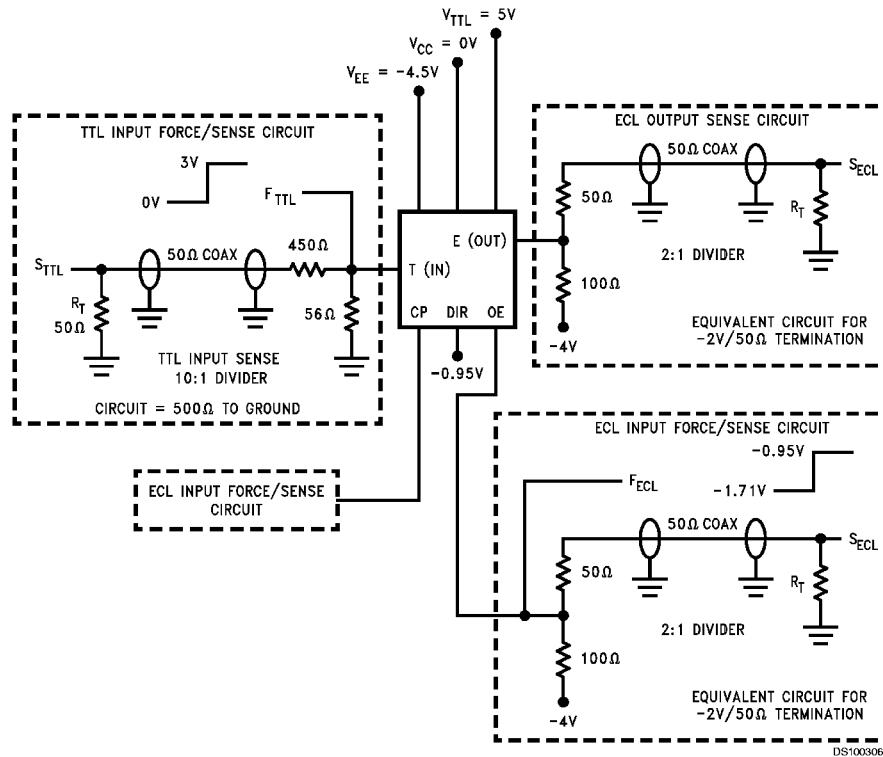 V_TTL = 5V
V_CC = 0V
V_EE = -4.5V
TTL INPUT FORCE/SENSE CIRCUIT
3V
0V
F_TTL
S_TTL
50Ω COAX
450Ω
R_T
50Ω
56Ω
TTL INPUT SENSE
10:1 DIVIDER
CIRCUIT = 500Ω TO GROUND
E (OUT)
T (IN)
CP DIR OE
-0.95V
ECL OUTPUT SENSE CIRCUIT
50Ω COAX
S_ECL
50Ω
R_T
2:1 DIVIDER
100Ω
-4V
EQUIVALENT CIRCUIT FOR
-2V/50Ω TERMINATION
ECL INPUT FORCE/SENSE
CIRCUIT
ECL INPUT FORCE/SENSE CIRCUIT
-0.95V
-1.71V
F_ECL
50Ω COAX
S_ECL
50Ω
R_T
2:1 DIVIDER
100Ω
-4V
EQUIVALENT CIRCUIT FOR
-2V/50Ω TERMINATION
DS100306